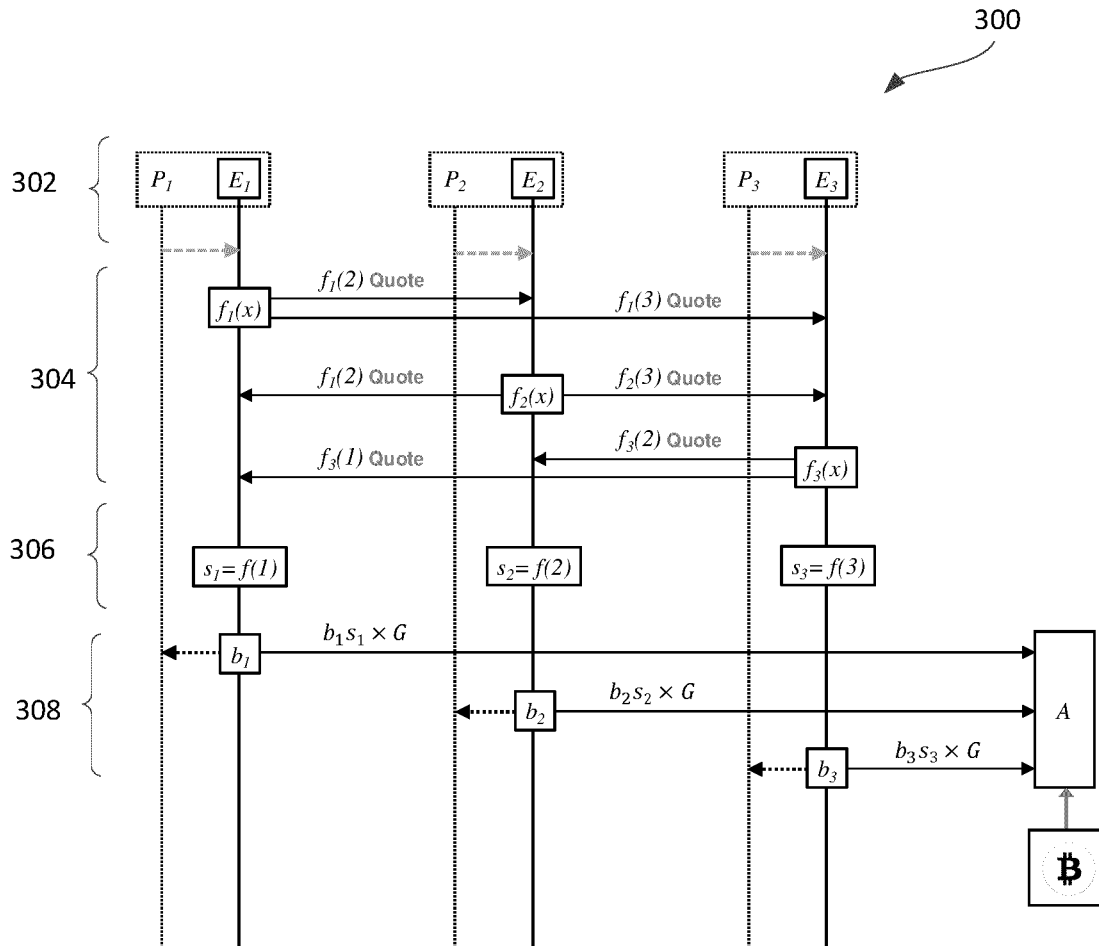 300
302
P₁ E₁ P₂ E₂ P₃ E₃
304
f₁(x)
f₁(2) Quote
f₁(3) Quote
f₁(2) Quote
f₂(x)
f₂(3) Quote
f₃(2) Quote
f₃(1) Quote
f₃(x)
306
s₁= f(1) s₂= f(2) s₃= f(3)
308
b₁ b₁s₁ × G
b₂ b₂s₂ × G
A
b₃ b₃s₃ × G
₿